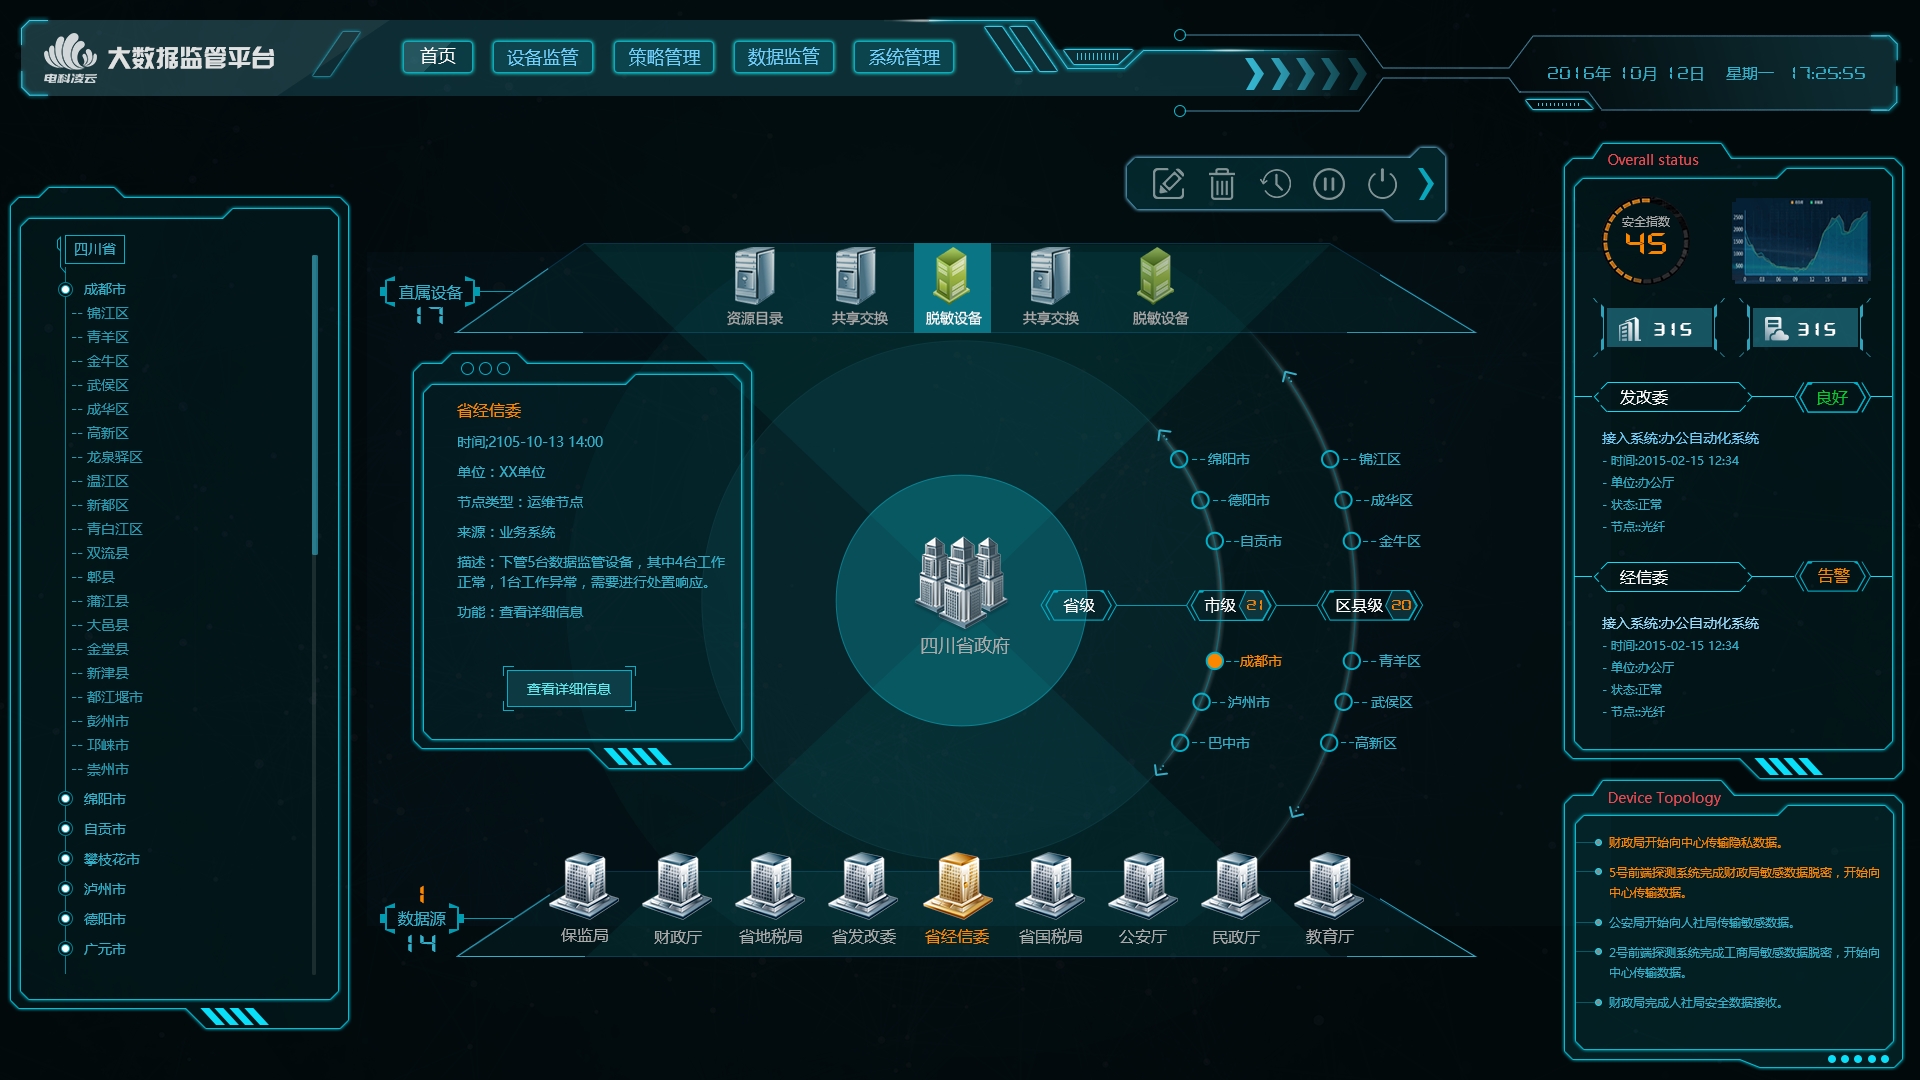 电科凌云
大数据监管平台
首页
设备监管
策略管理
数据监管
系统管理
2016年 10月 12日 星期一 17:25:55
四川省
成都市
-- 锦江区
-- 青羊区
-- 金牛区
-- 武侯区
-- 成华区
-- 高新区
-- 龙泉驿区
-- 温江区
-- 新都区
-- 青白江区
-- 双流县
-- 郫县
-- 蒲江县
-- 大邑县
-- 金堂县
-- 新津县
-- 都江堰市
-- 彭州市
-- 邛崃市
-- 崇州市
绵阳市
自贡市
攀枝花市
泸州市
德阳市
广元市
直属设备
17
资源目录
共享交换
脱敏设备
共享交换
脱敏设备
省经信委
时间;2105-10-13 14:00
单位：XX单位
节点类型：运维节点
来源：业务系统
描述：下管5台数据监管设备，其中4台工作
正常，1台工作异常，需要进行处置响应。
功能：查看详细信息
查看详细信息
四川省政府
省级
市级 21
区县级 20
--绵阳市
--德阳市
--自贡市
--成都市
--泸州市
--巴中市
--锦江区
--成华区
--金牛区
--青羊区
--武侯区
--高新区
1
数据源
14
保监局
财政厅
省地税局
省发改委
省经信委
省国税局
公安厅
民政厅
教育厅
Overall status
安全指数
45
2500
2000
1500
1000
500
0 03 06 09 12 15 18 21
315
315
发改委
良好
接入系统:办公自动化系统
- 时间:2015-02-15 12:34
- 单位:办公厅
- 状态:正常
- 节点::光纤
经信委
告警
接入系统:办公自动化系统
- 时间:2015-02-15 12:34
- 单位:办公厅
- 状态:正常
- 节点::光纤
Device Topology
财政局开始向中心传输隐私数据。
5号前端探测系统完成财政局敏感数据脱密，开始向
中心传输数据。
公安局开始向人社局传输敏感数据。
2号前端探测系统完成工商局敏感数据脱密，开始向
中心传输数据。
财政局完成人社局安全数据接收。